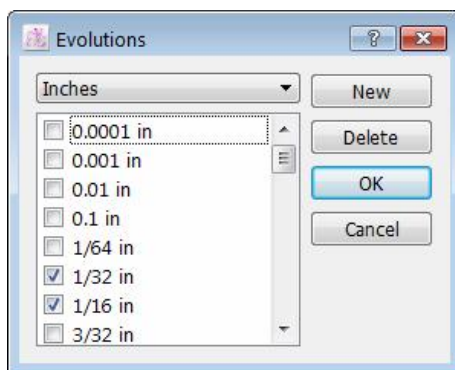 Evolutions
Inches
New
0.0001 in
0.001 in
Delete
0.01 in
OK
0.1 in
Cancel
1/64 in
1/32 in
1/16 in
3/32 in